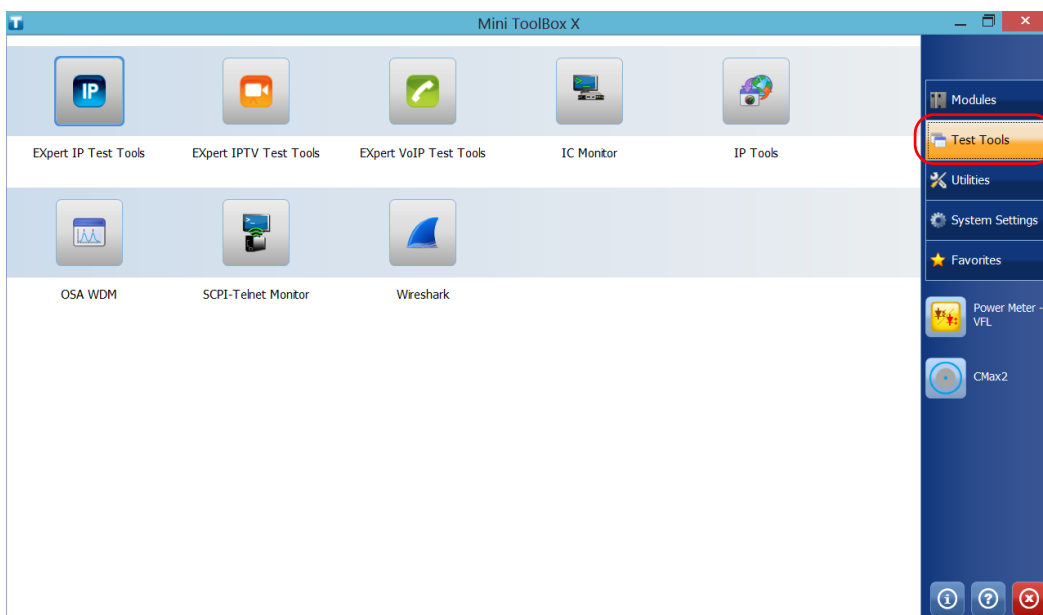 Mini ToolBox X
IP
EXpert IP Test Tools
EXpert IPTV Test Tools
EXpert VoIP Test Tools
IC Monitor
IP Tools
OSA WDM
SCPI-Telnet Monitor
Wireshark
Modules
Test Tools
Utilities
System Settings
Favorites
Power Meter -
VFL
CMax2